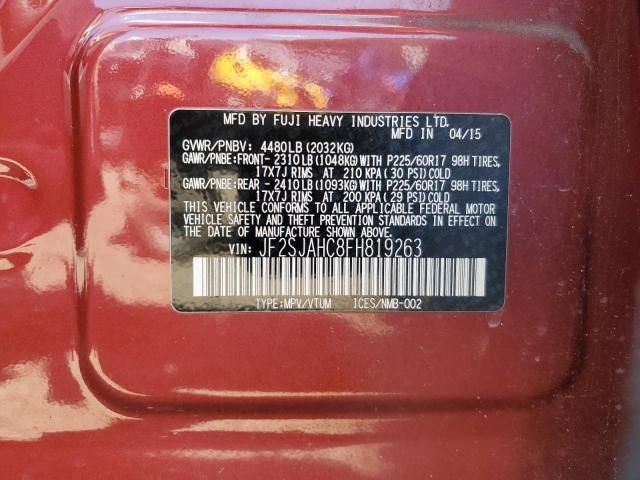 MFD BY FUJI HEAVY INDUSTRIES LTD.
MFD IN 04/15
GVWR/PNBV: 4480LB(2032KG)
GAWR/PNBE:FRONT- 2310LB(1048KG)WITH P225/60R17 98H TIRES,
17X7J RIMS AT 210 KPA(30 PSI)COLD
GAWR/PNBE:REAR - 2410LB(1093KG)WITH P225/60R17 98H TIRES,
17X7J RIMS AT 200 KPA(29 PSI)COLD
THIS VEHICLE CONFORMS TO ALL APPLICABLE FEDERAL MOTOR
VEHICLE SAFETY AND THEFT PREVENTION STANDARDS IN EFFECT ON
THE DATE OF MANUFACTURE SHOWN ABOVE.
VIN: JF2SJAHC8FH819263
TYPE:MPV/VTUM ICES/NMB-002